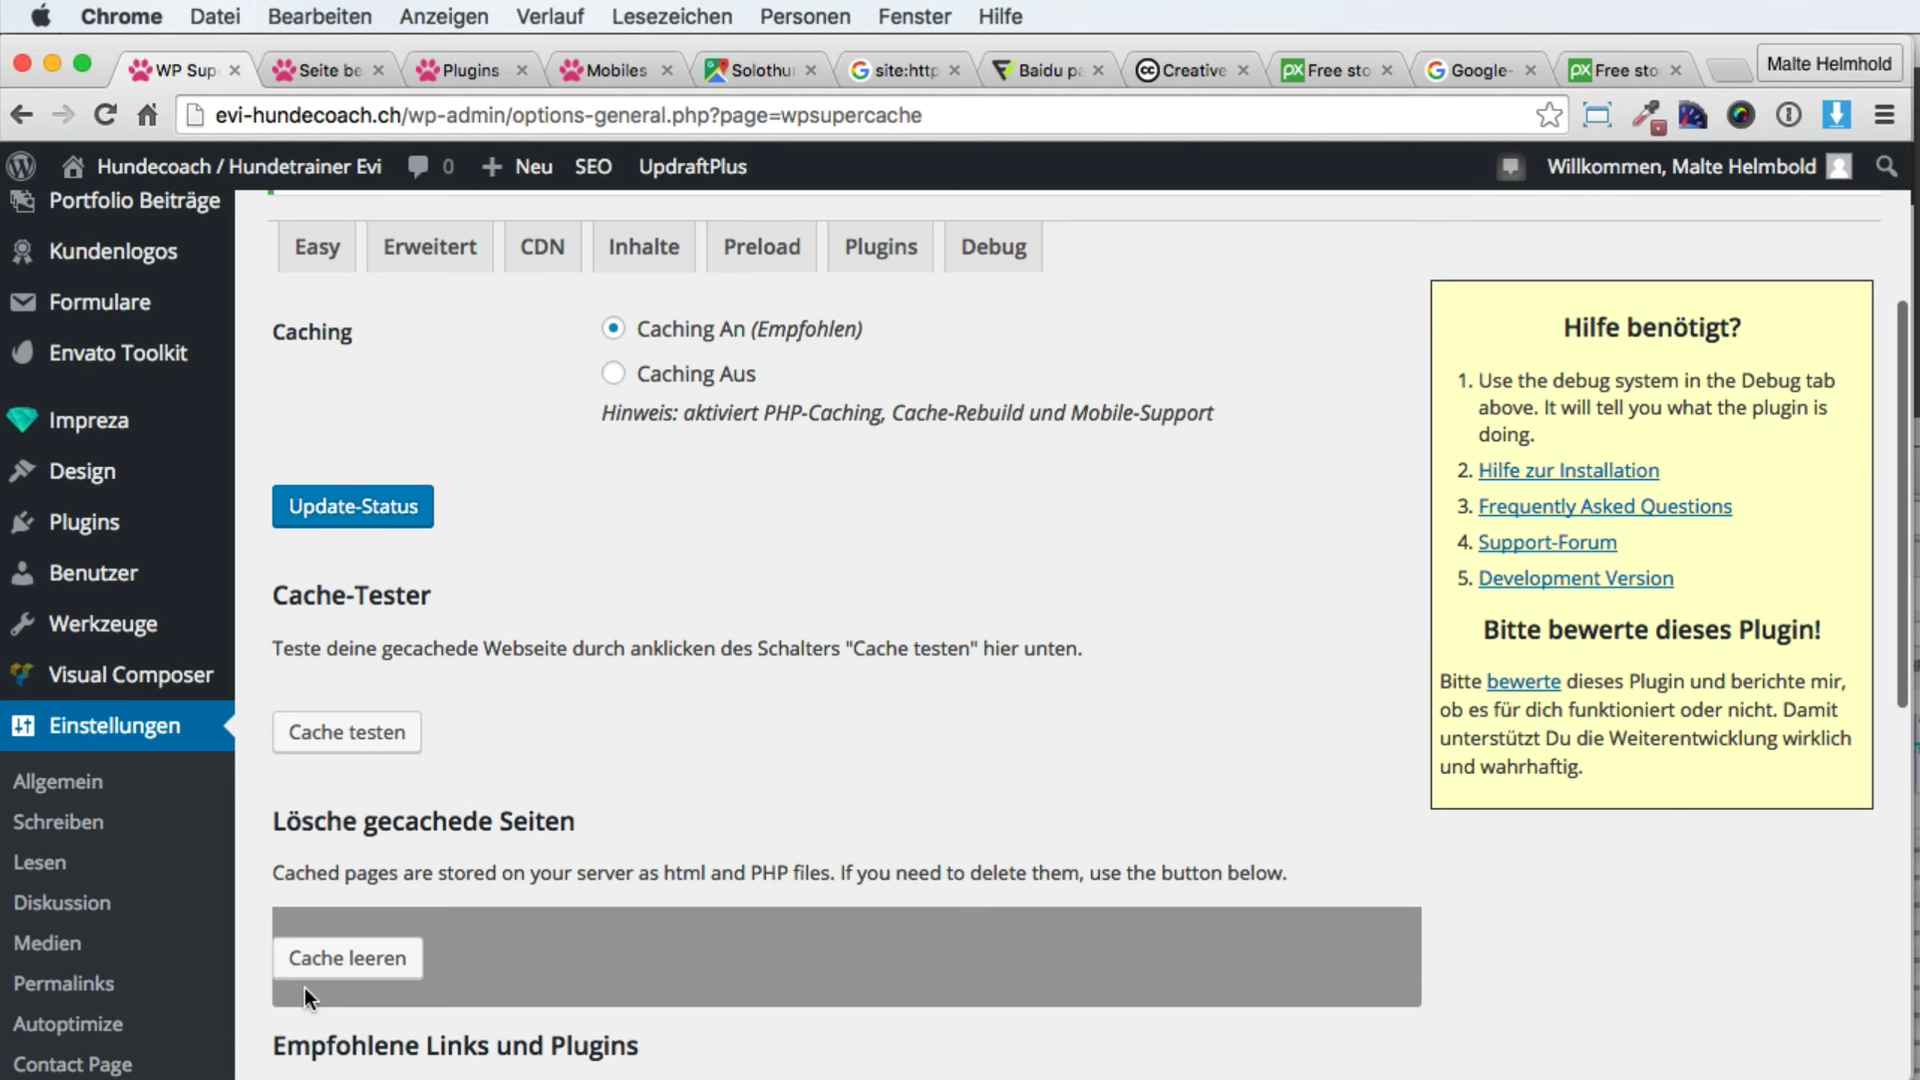 Chrome Datei Bearbeiten Anzeigen Verlauf Lesezeichen Personen Fenster Hilfe
WP Sup Seite be Plugins Mobiles Solothu site:http Baidu pa Creative Free sto Google- Free sto Malte Helmhold
evi-hundecoach.ch/wp-admin/options-general.php?page=wpsupercache
Hundecoach / Hundetrainer Evi 0 Neu SEO UpdraftPlus Willkommen, Malte Helmbold
Portfolio Beiträge
Kundenlogos
Formulare
Envato Toolkit
Impreza
Design
Plugins
Benutzer
Werkzeuge
Visual Composer
Einstellungen
Allgemein
Schreiben
Lesen
Diskussion
Medien
Permalinks
Autoptimize
Contact Page
Easy Erweitert CDN Inhalte Preload Plugins Debug
Caching
Caching An (Empfohlen)
Caching Aus
Hinweis: aktiviert PHP-Caching, Cache-Rebuild und Mobile-Support
Update-Status
Cache-Tester
Teste deine gecachede Webseite durch anklicken des Schalters "Cache testen" hier unten.
Cache testen
Lösche gecachede Seiten
Cached pages are stored on your server as html and PHP files. If you need to delete them, use the button below.
Cache leeren
Empfohlene Links und Plugins
Hilfe benötigt?
1. Use the debug system in the Debug tab
above. It will tell you what the plugin is
doing.
2. Hilfe zur Installation
3. Frequently Asked Questions
4. Support-Forum
5. Development Version
Bitte bewerte dieses Plugin!
Bitte bewerte dieses Plugin und berichte mir,
ob es für dich funktioniert oder nicht. Damit
unterstützt Du die Weiterentwicklung wirklich
und wahrhaftig.